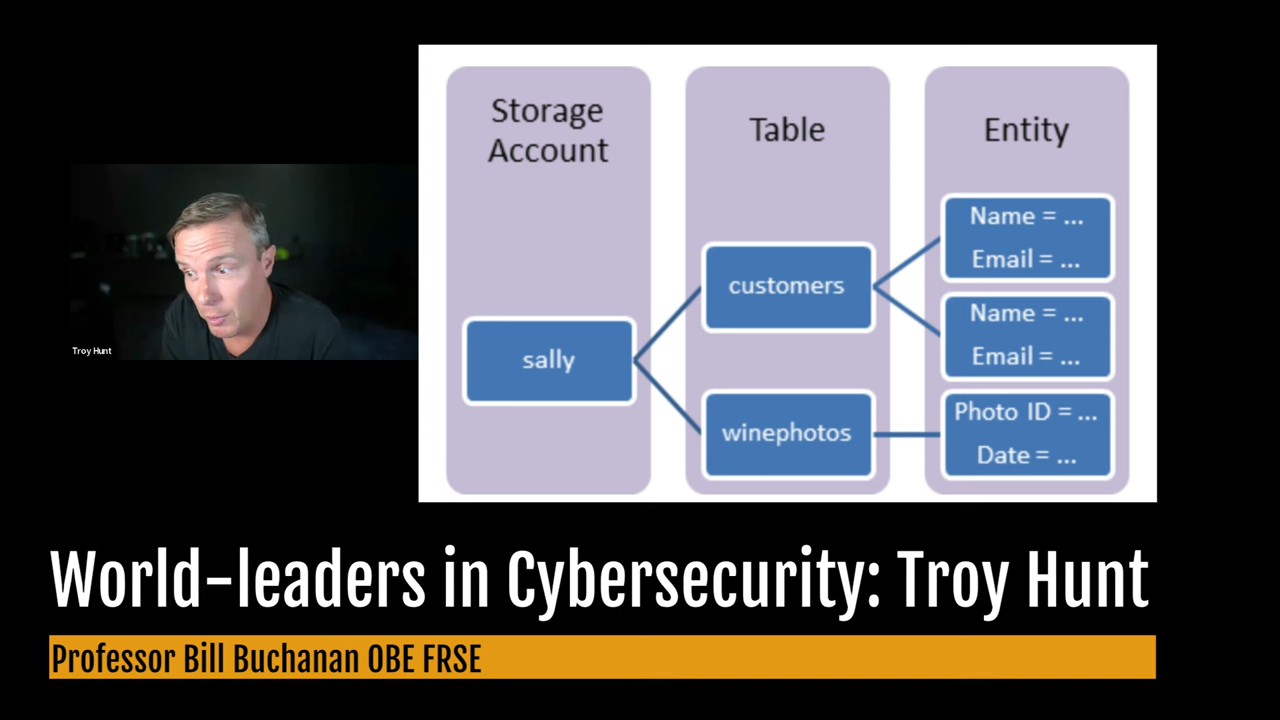 Storage
Account
Table
Entity
sally
customers
winephotos
Name = ...
Email = ...
Name = ...
Email = ...
Photo ID = ...
Date = ...
Troy Hunt
World-leaders in Cybersecurity: Troy Hunt
Professor Bill Buchanan OBE FRSE